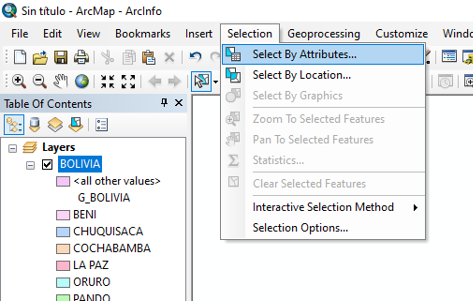 Sin título - ArcMap - ArcInfo
File Edit View Bookmarks Insert Selection Geoprocessing Customize Window
Select By Attributes...
Select By Location...
Select By Graphics
Zoom To Selected Features
Pan To Selected Features
Statistics...
Clear Selected Features
Interactive Selection Method
Selection Options...
Table Of Contents
Layers
BOLIVIA
<all other values>
G_BOLIVIA
BENI
CHUQUISACA
COCHABAMBA
LA PAZ
ORURO
PANDO